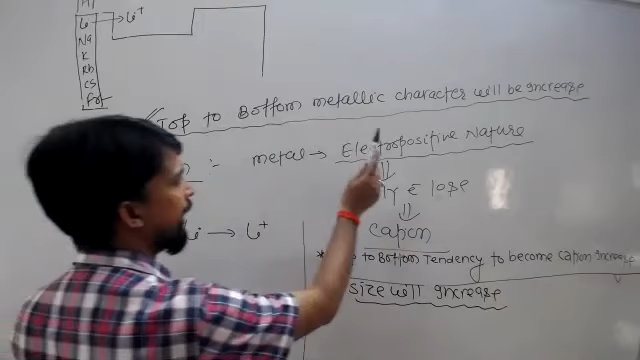 H
Li → Li⁺
Na
K
Rb
Cs
Fr
Top to Bottom metallic character will be increase
:- metal → Electropositive Nature
e⁻ lose
Li → Li⁺
cation
* to Bottom Tendency to become cation increase
size will increase